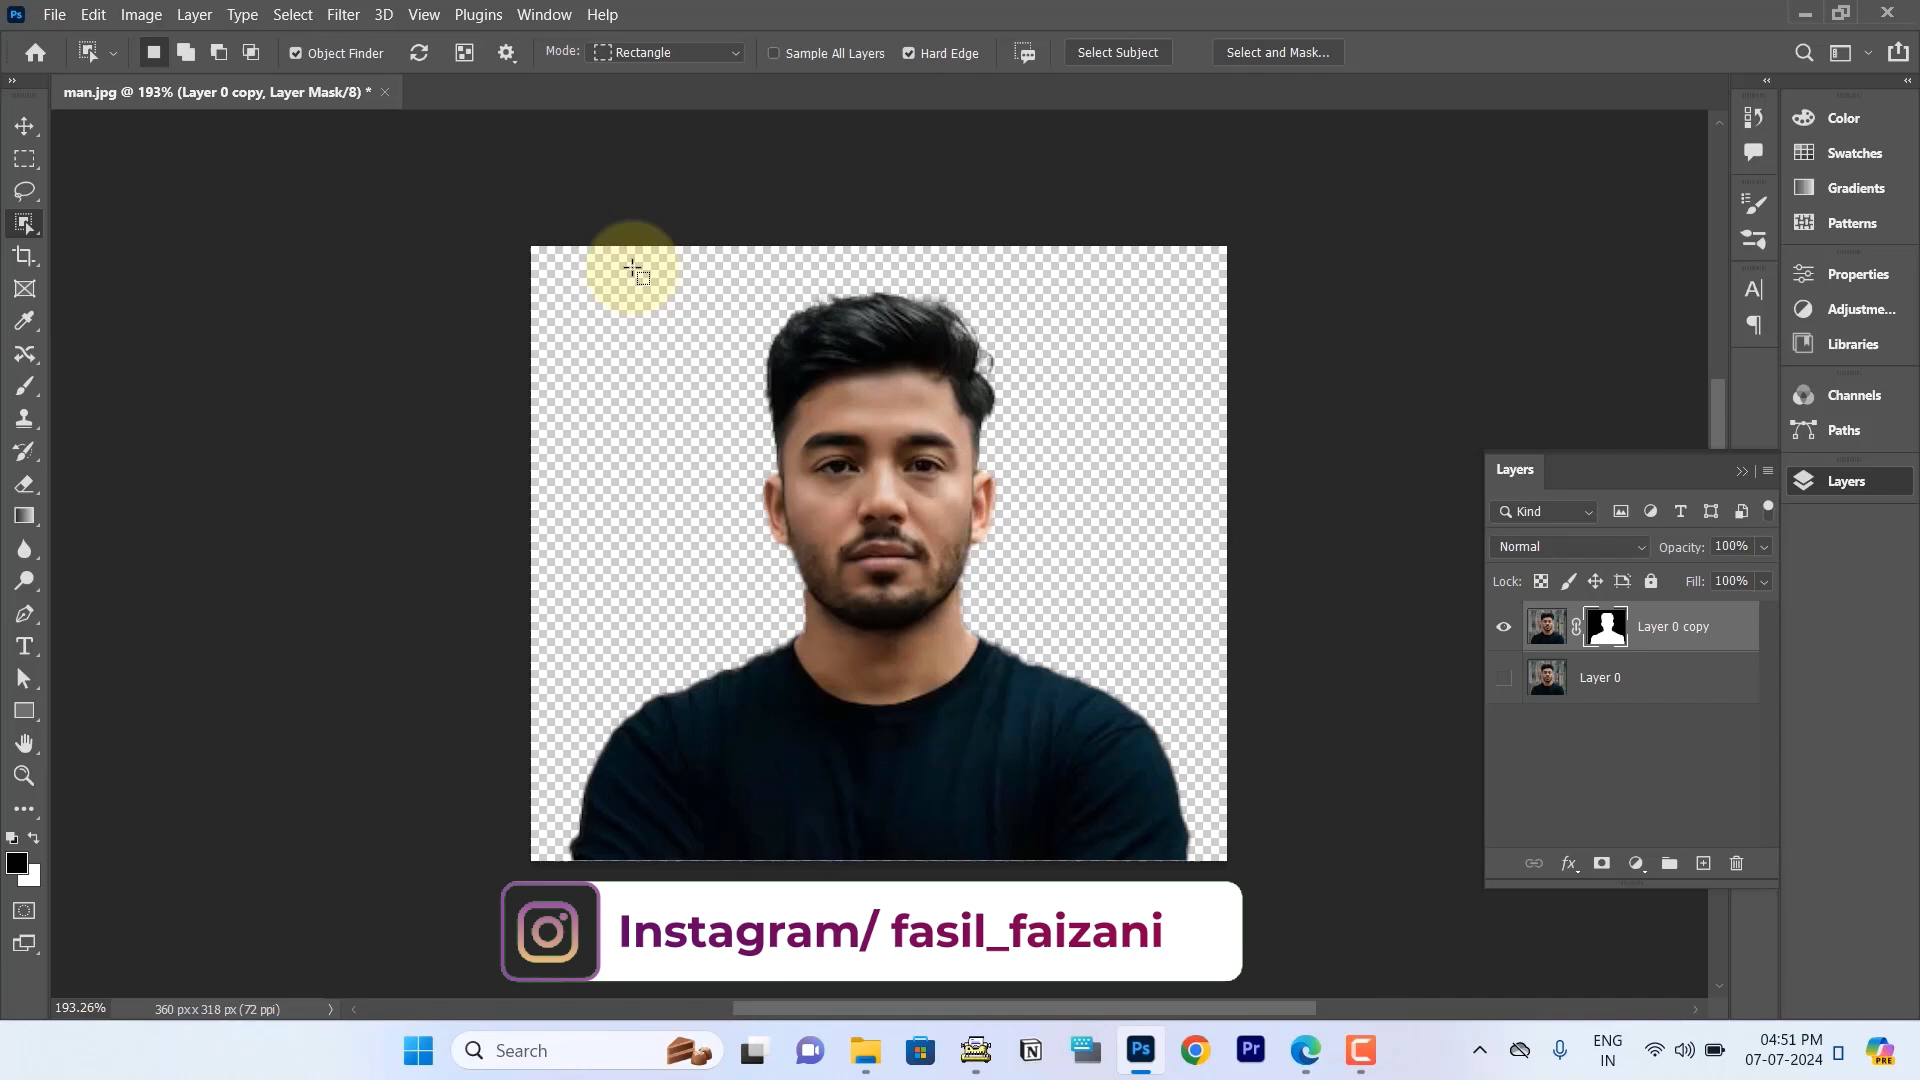 File Edit Image Layer Type Select Filter 3D View Plugins Window Help
Object Finder Mode: Rectangle Sample All Layers Hard Edge Select Subject Select and Mask...
man.jpg @ 193% (Layer 0 copy, Layer Mask/8) *
Color
Swatches
Gradients
Patterns
Properties
Adjustme...
Libraries
Channels
Paths
Layers
Layers
Kind
Normal Opacity: 100%
Lock: Fill: 100%
Layer 0 copy
Layer 0
Instagram/ fasil_faizani
193.26% 360 px x 318 px (72 ppi)
Search
ENG
IN
04:51 PM
07-07-2024